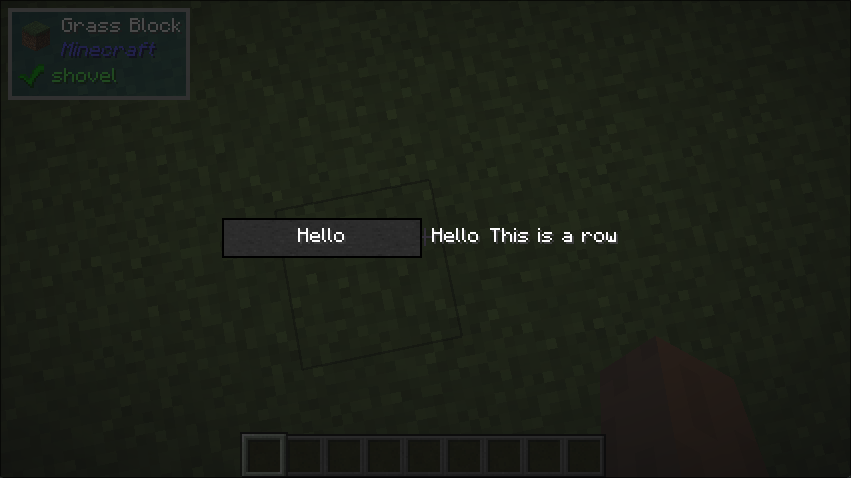 Grass Block
Minecraft
shovel
Hello
Hello This is a row